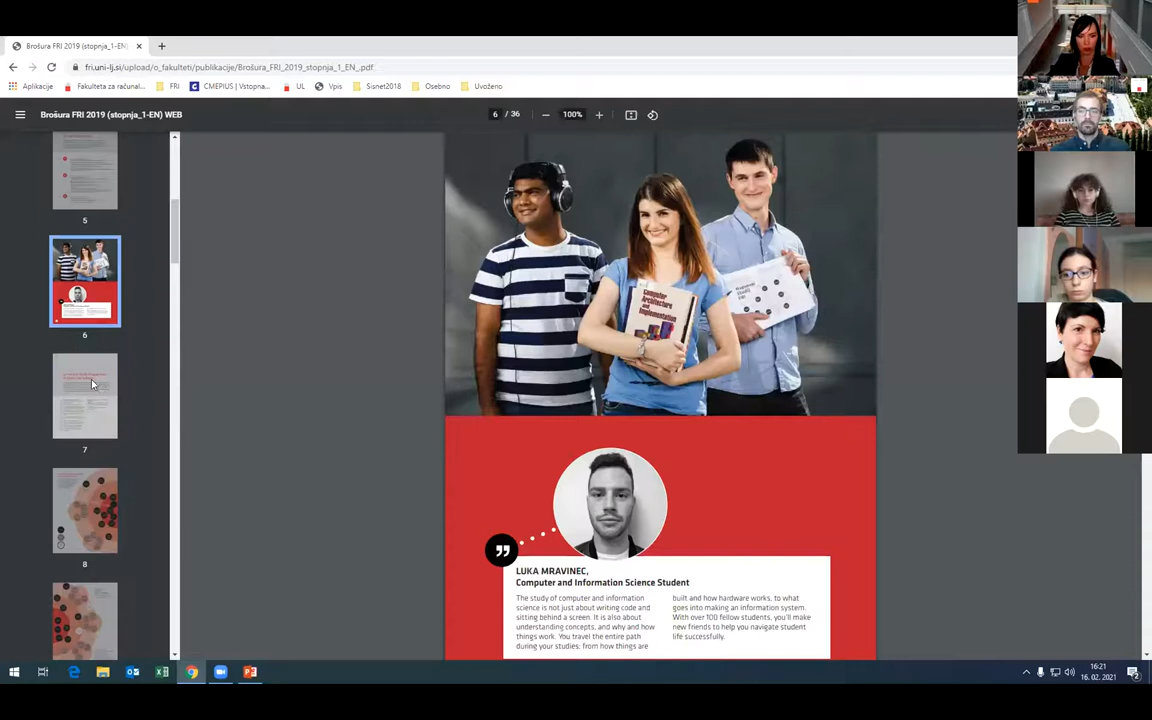 Brošura FRI 2019 (stopnja_1-EN)
fri.uni-lj.si/upload/o_fakulteti/publikacije/Brošura_FRI_2019_stopnja_1_EN_.pdf
Aplikacije
Fakulteta za računal...
FRI
CMEPIUS | Vstopna...
UL
Vpis
Sisnet2018
Osebno
Uvoženo
Brošura FRI 2019 (stopnja_1-EN) WEB
6 / 36
100%
5
6
7
8
Computer
Architecture
and
Implementation
LUKA MRAVINEC,
Computer and Information Science Student
The study of computer and information
science is not just about writing code and
sitting behind a screen. It is also about
understanding concepts, and why and how
things work. You travel the entire path
during your studies: from how things are
built and how hardware works, to what
goes into making an information system.
With over 100 fellow students, you'll make
new friends to help you navigate student
life successfully.
16:21
16. 02. 2021
2